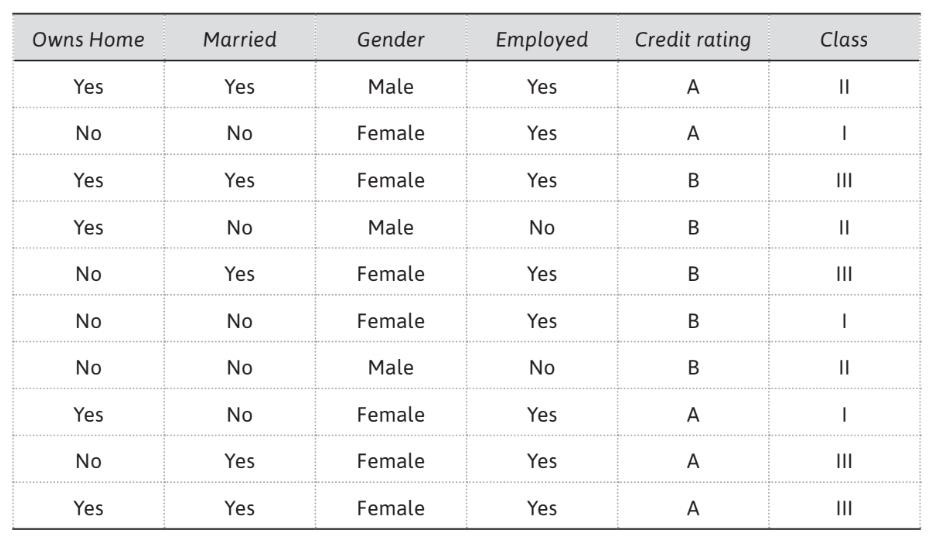 Owns Home Married Gender Employed Credit rating Class
Yes Yes Male Yes A II
No No Female Yes A I
Yes Yes Female Yes B III
Yes No Male No B II
No Yes Female Yes B III
No No Female Yes B I
No No Male No B II
Yes No Female Yes A I
No Yes Female Yes A III
Yes Yes Female Yes A III